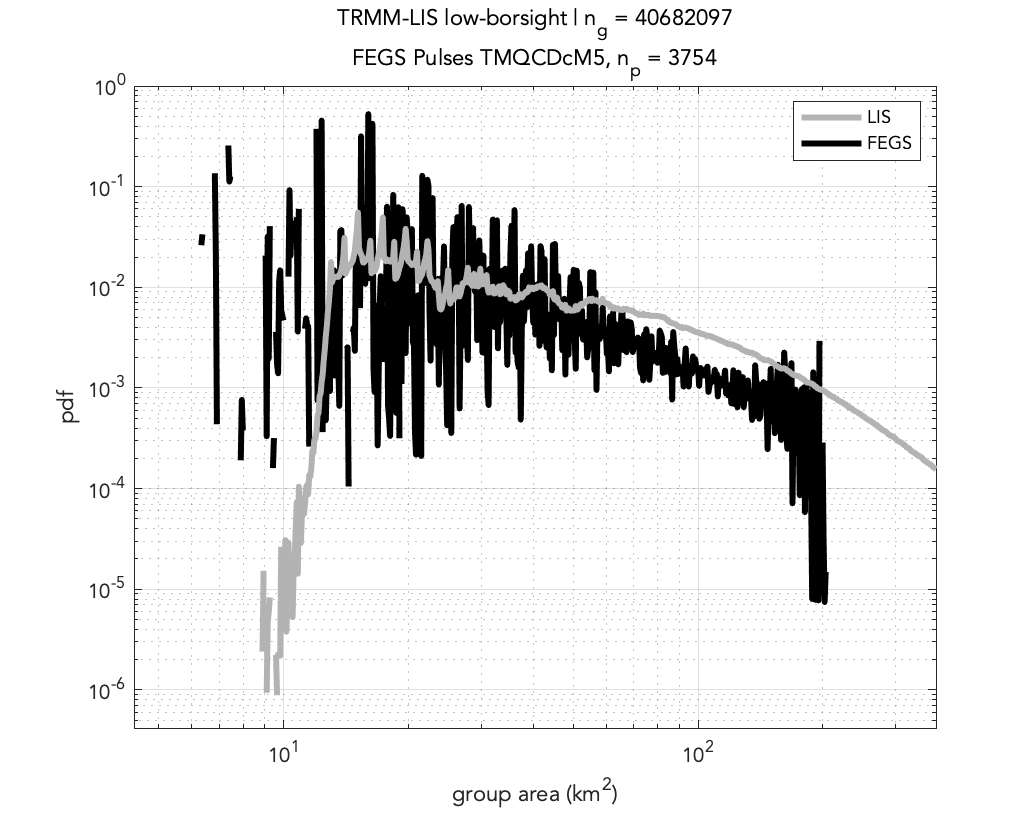 TRMM-LIS low-borsight | n_g = 40682097
FEGS Pulses TMQCDcM5, n_p = 3754
LIS
FEGS
10^0
10^-1
10^-2
10^-3
10^-4
10^-5
10^-6
pdf
10^1
10^2
group area (km^2)